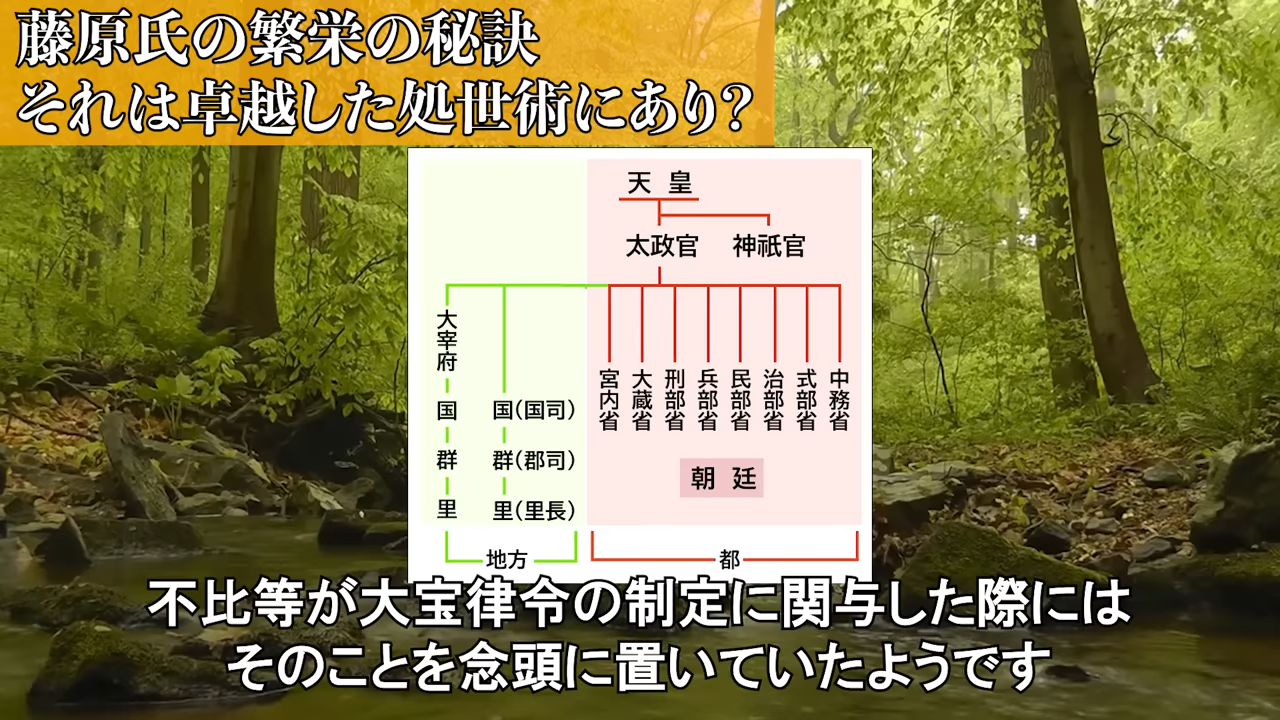 藤原氏の繁栄の秘訣
それは卓越した処世術にあり?
天皇
太政官 神祇官
大宰府
国
群
里
国(国司)
群(郡司)
里(里長)
宮内省
大蔵省
刑部省
兵部省
民部省
治部省
式部省
中務省
朝廷
地方
都
不比等が大宝律令の制定に関与した際には
そのことを念頭に置いていたようです